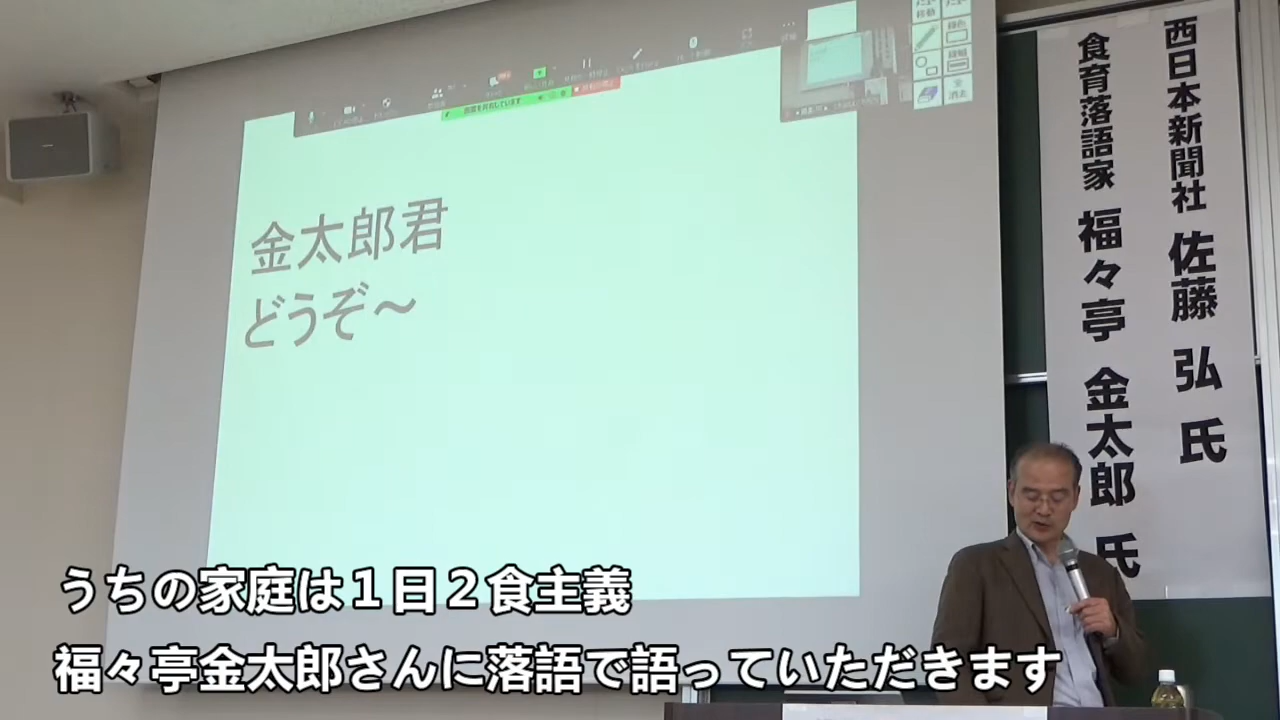 金太郎君
どうぞ～
西日本新聞社 佐藤 弘 氏
食育落語家 福々亭 金太郎 氏
うちの家庭は１日２食主義
福々亭金太郎さんに落語で語っていただきます